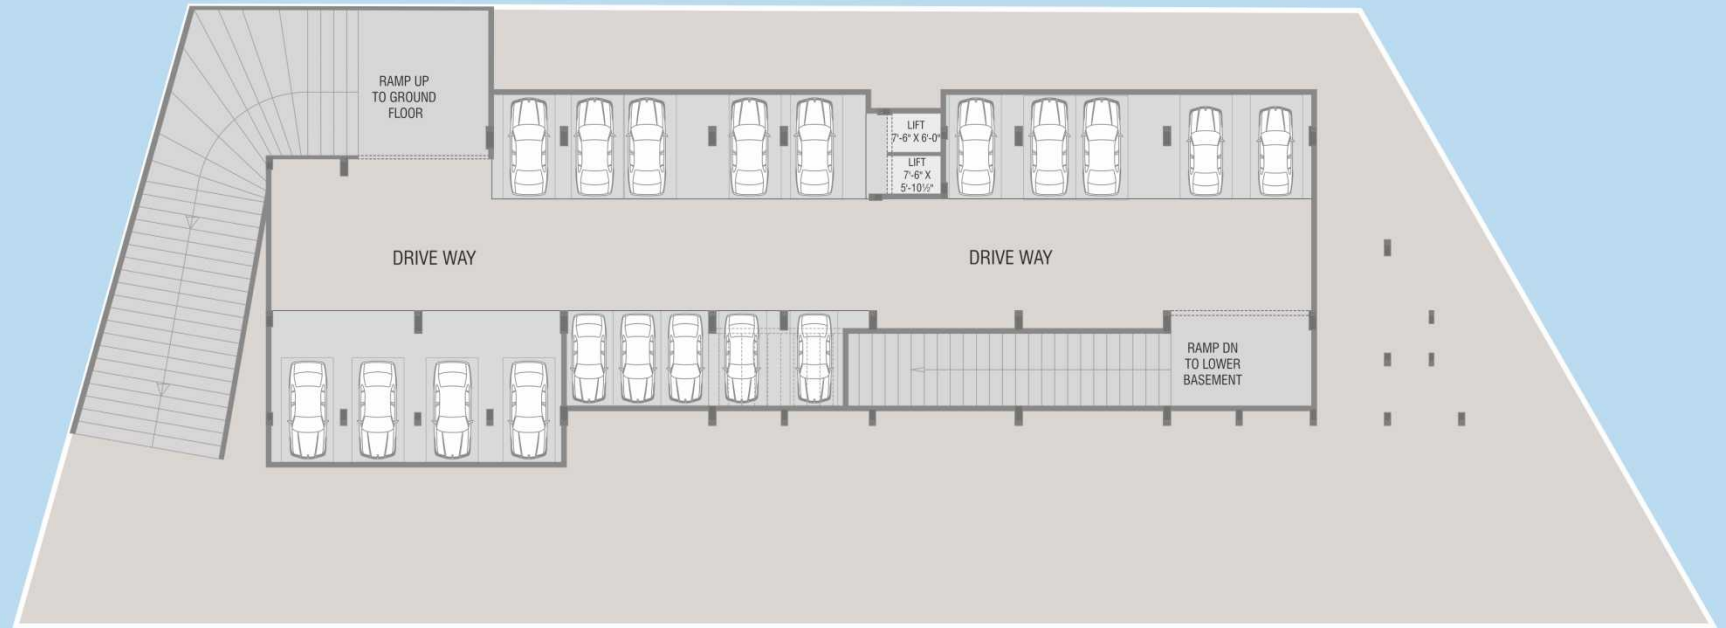 RAMP UP
TO GROUND
FLOOR
LIFT
7'-6" X 6'-0"
LIFT
7'-6" X
5'-10½"
DRIVE WAY
DRIVE WAY
RAMP DN
TO LOWER
BASEMENT